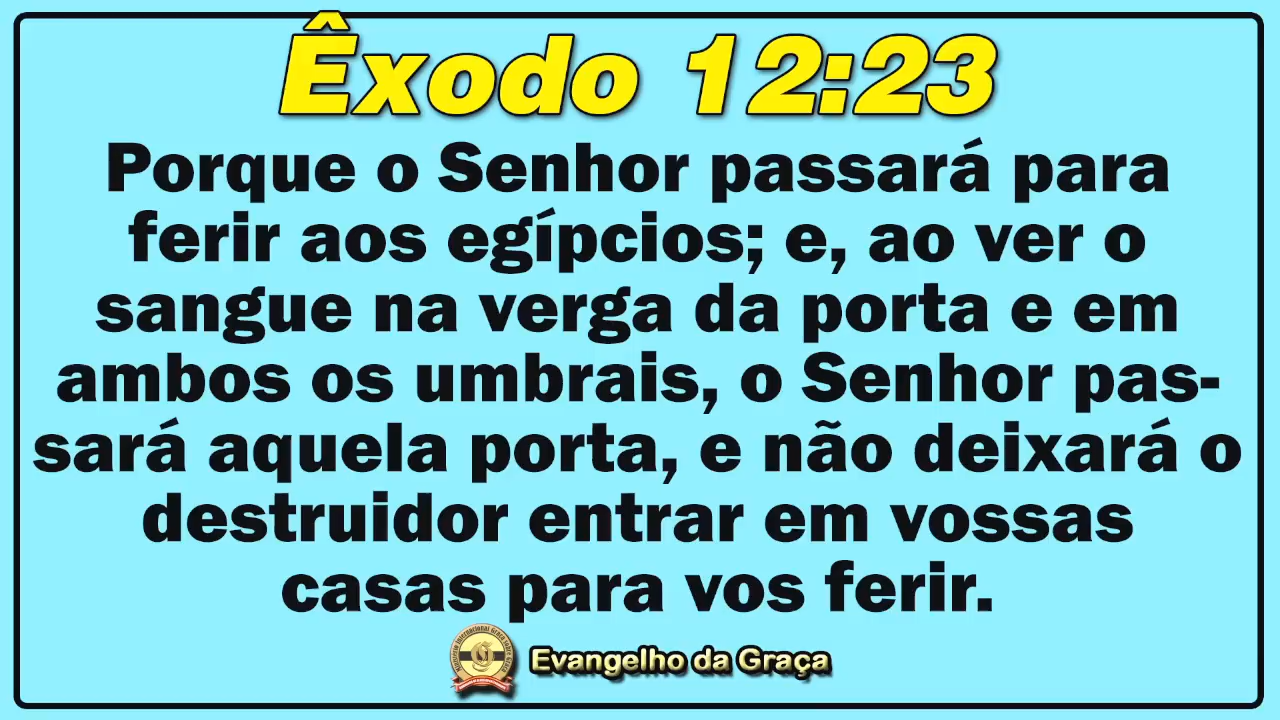 Êxodo 12:23
Porque o Senhor passará para
ferir aos egípcios; e, ao ver o
sangue na verga da porta e em
ambos os umbrais, o Senhor pas-
sará aquela porta, e não deixará o
destruidor entrar em vossas
casas para vos ferir.
Evangelho da Graça